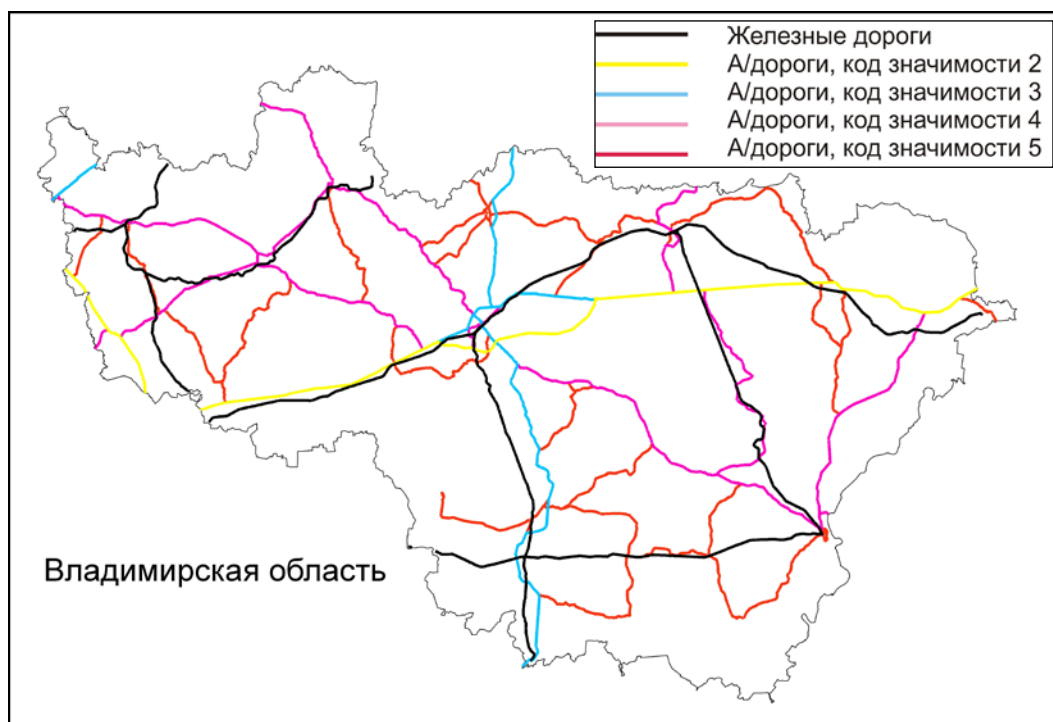 Железные дороги
А/дороги, код значимости 2
А/дороги, код значимости 3
А/дороги, код значимости 4
А/дороги, код значимости 5
Владимирская область